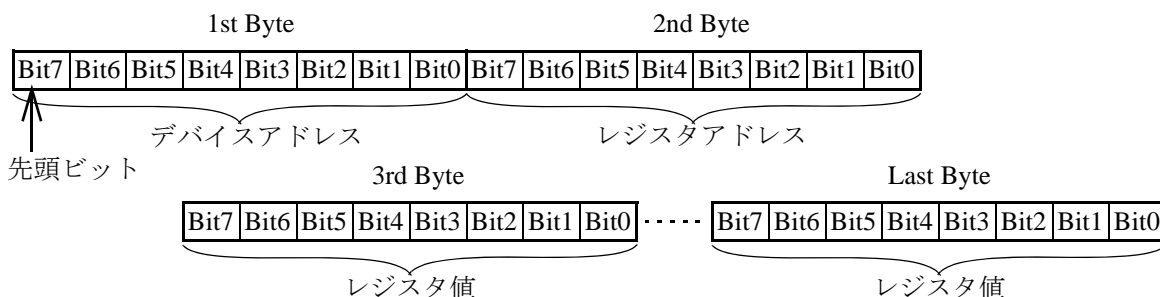 1st Byte 2nd Byte
Bit7 Bit6 Bit5 Bit4 Bit3 Bit2 Bit1 Bit0 Bit7 Bit6 Bit5 Bit4 Bit3 Bit2 Bit1 Bit0
デバイスアドレス レジスタアドレス
先頭ビット
3rd Byte Last Byte
Bit7 Bit6 Bit5 Bit4 Bit3 Bit2 Bit1 Bit0 Bit7 Bit6 Bit5 Bit4 Bit3 Bit2 Bit1 Bit0
レジスタ値 レジスタ値